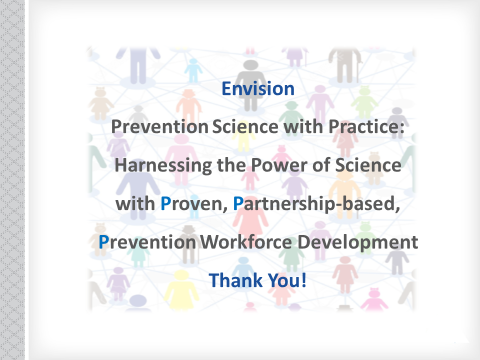 Envision
Prevention Science with Practice:
Harnessing the Power of Science
with Proven, Partnership-based,
Prevention Workforce Development
Thank You!